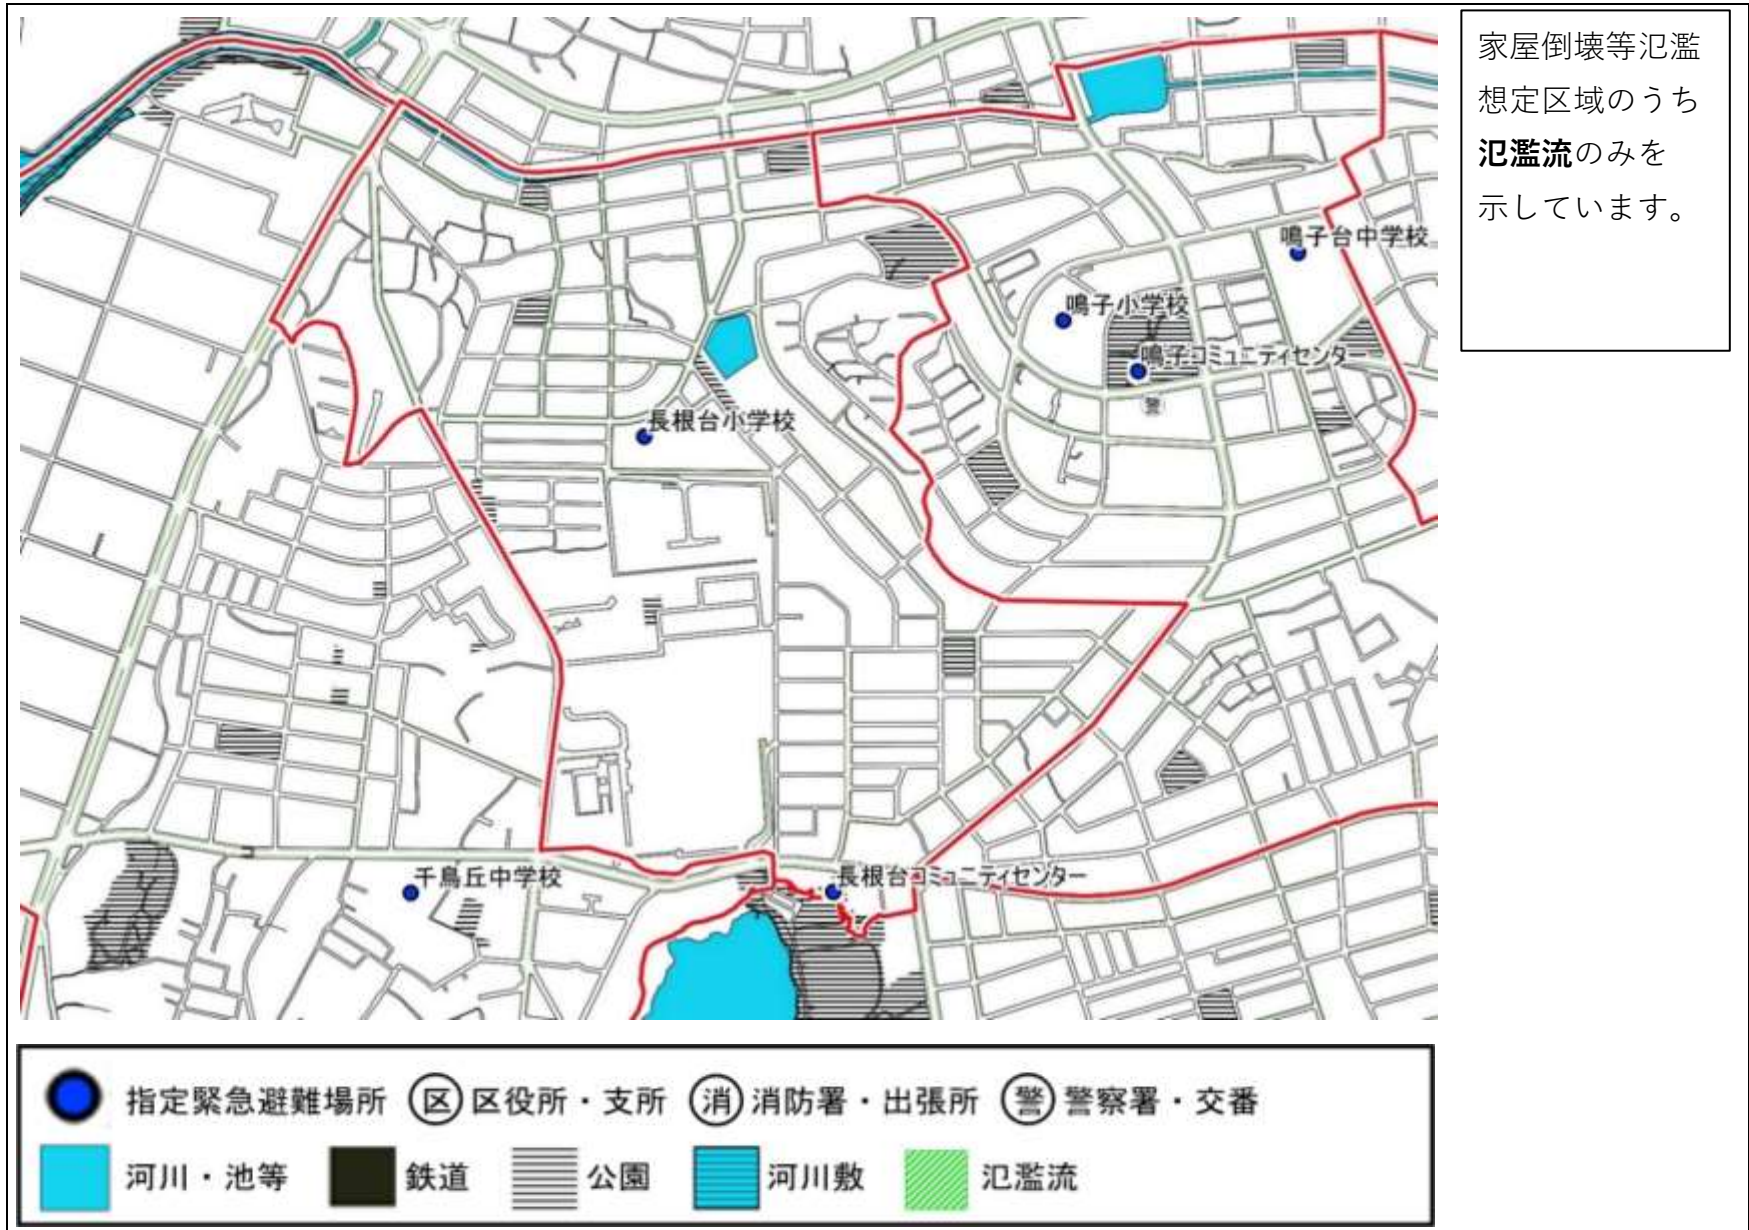 家屋倒壊等氾濫
想定区域のうち
氾濫流のみを
示しています。
鳴子台中学校
鳴子小学校
鳴子コミュニティセンター
警
長根台小学校
千鳥丘中学校
長根台コミュニティセンター
指定緊急避難場所 区 区役所・支所 消 消防署・出張所 警 警察署・交番
河川・池等 鉄道 公園 河川敷 氾濫流